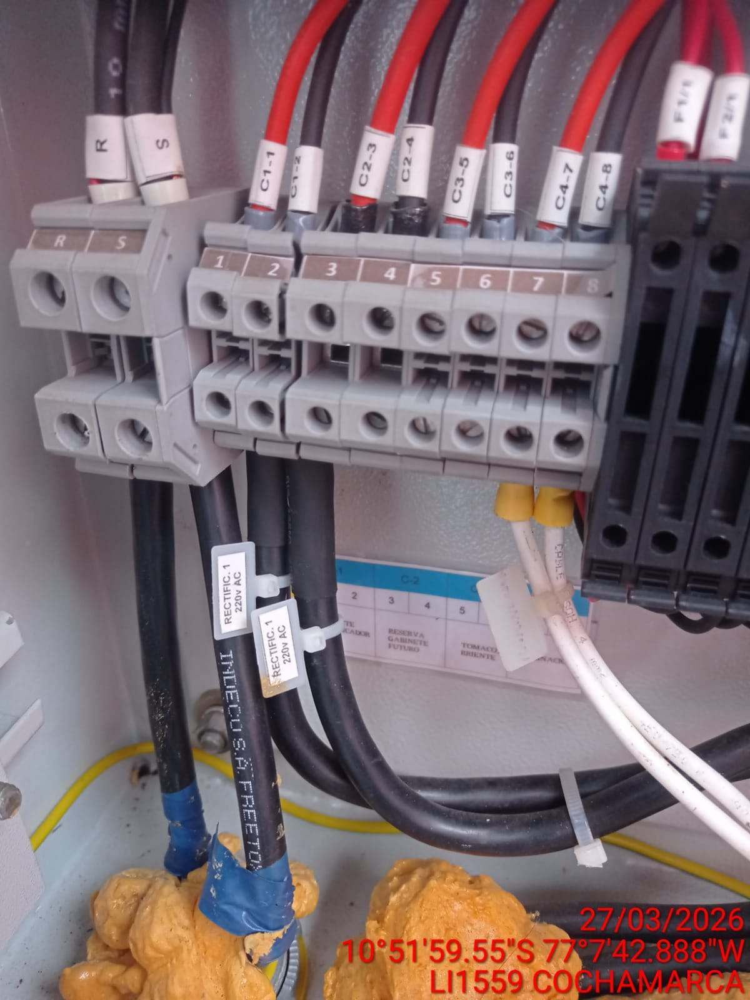 10
R
S
C1-1
C1-2
C2-3
C2-4
C3-5
C3-6
C4-7
C4-8
F1/1
F2/1
R
S
1
2
3
4
5
6
7
8
RECTIFIC. 1
220v AC
RECTIFIC. 1
220v AC
INDECO S.A. FREETOX
C-2
2
3
4
5
RESERVA
GABINETE
FUTURO
TOMACO
RRIENTE
27/03/2026
10°51'59.55"S 77°7'42.888"W
LI1559 COCHAMARCA